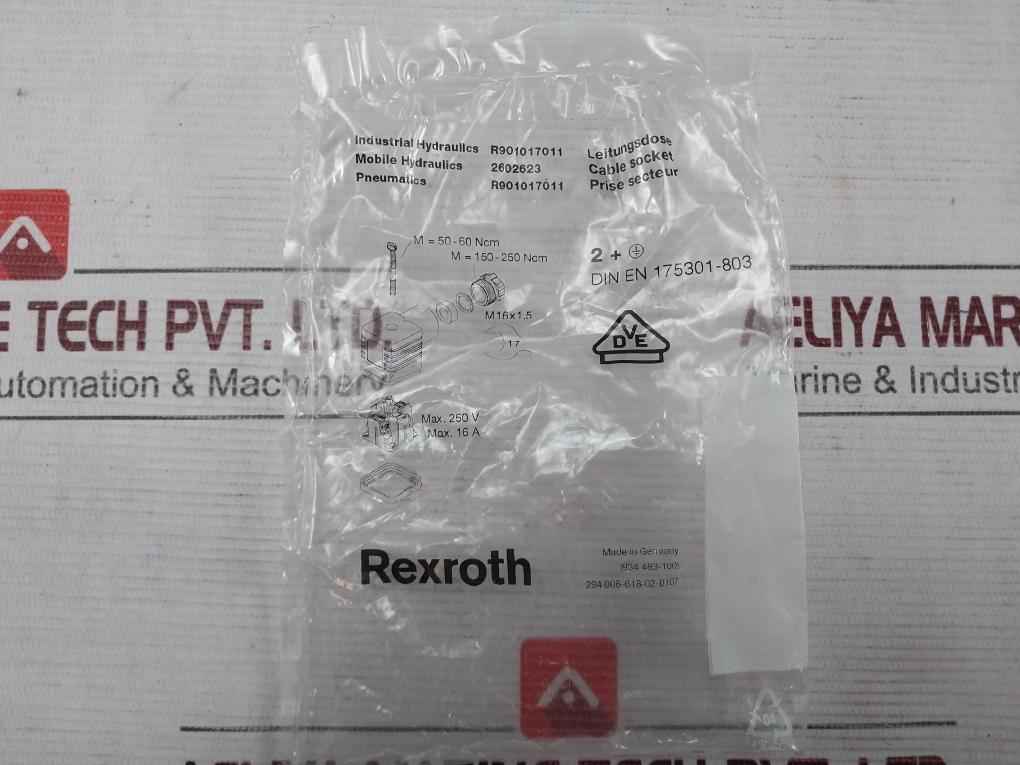 Industrial Hydraulics R901017011 Leitungsdose
Mobile Hydraulics 2602623 Cable socket
Pneumatics R901017011 Prise secteur
M = 50-60 Ncm
M = 150-250 Ncm
M16x1,5
17
2 +
DIN EN 175301-803
DVE
Max. 250 V
Max. 16 A
Rexroth
Made in Germany
294 006-618-02-0107
E TECH PVT. LTD.
utomation & Machinery
AELIYA MAR
arine & Industr